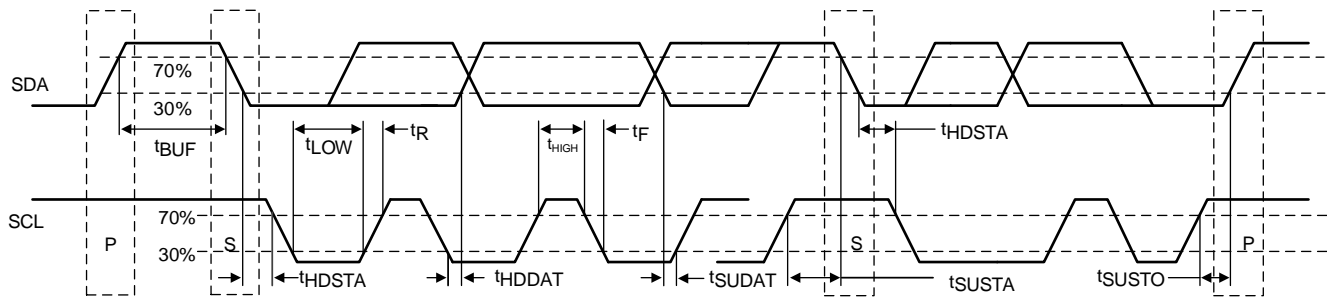 SDA
70%
30%
tBUF
tLOW
tR
tHIGH
tF
tHDSTA
SCL
70%
30%
P
S
S
P
tHDSTA
tHDDAT
tSUDAT
tSUSTA
tSUSTO